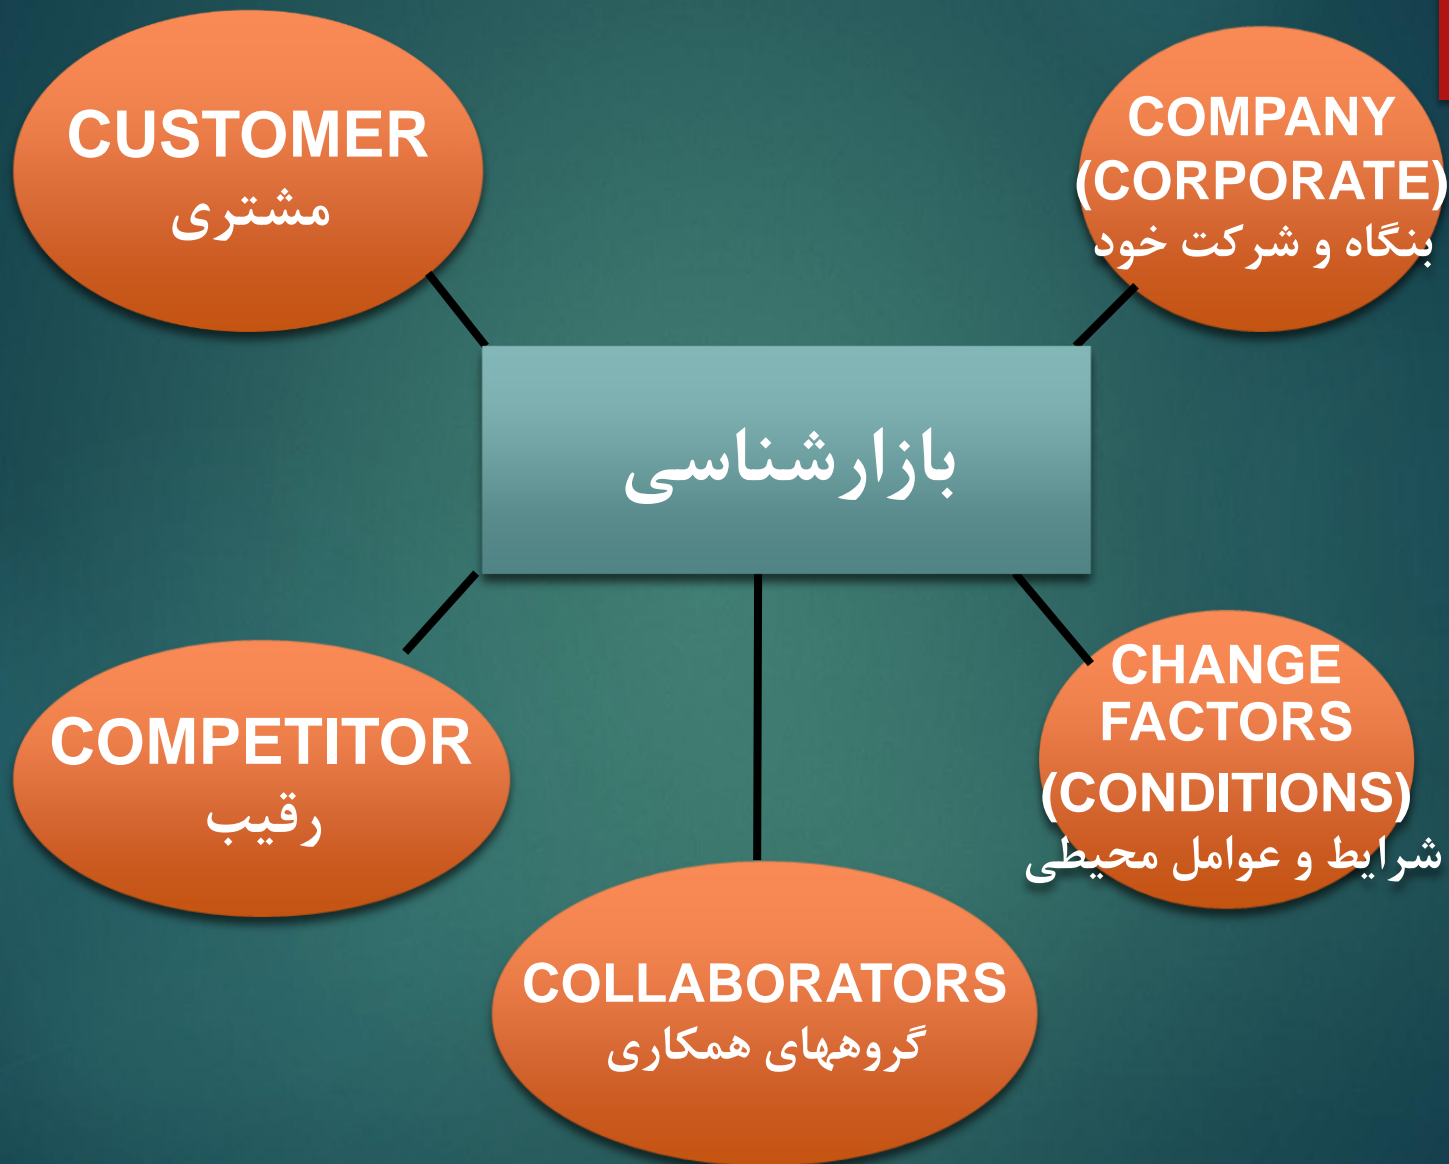 CUSTOMER
مشتری
COMPANY
(CORPORATE)
بنگاه و شرکت خود
بازارشناسی
COMPETITOR
رقیب
CHANGE
FACTORS
(CONDITIONS)
شرایط و عوامل محیطی
COLLABORATORS
گروههای همکاری